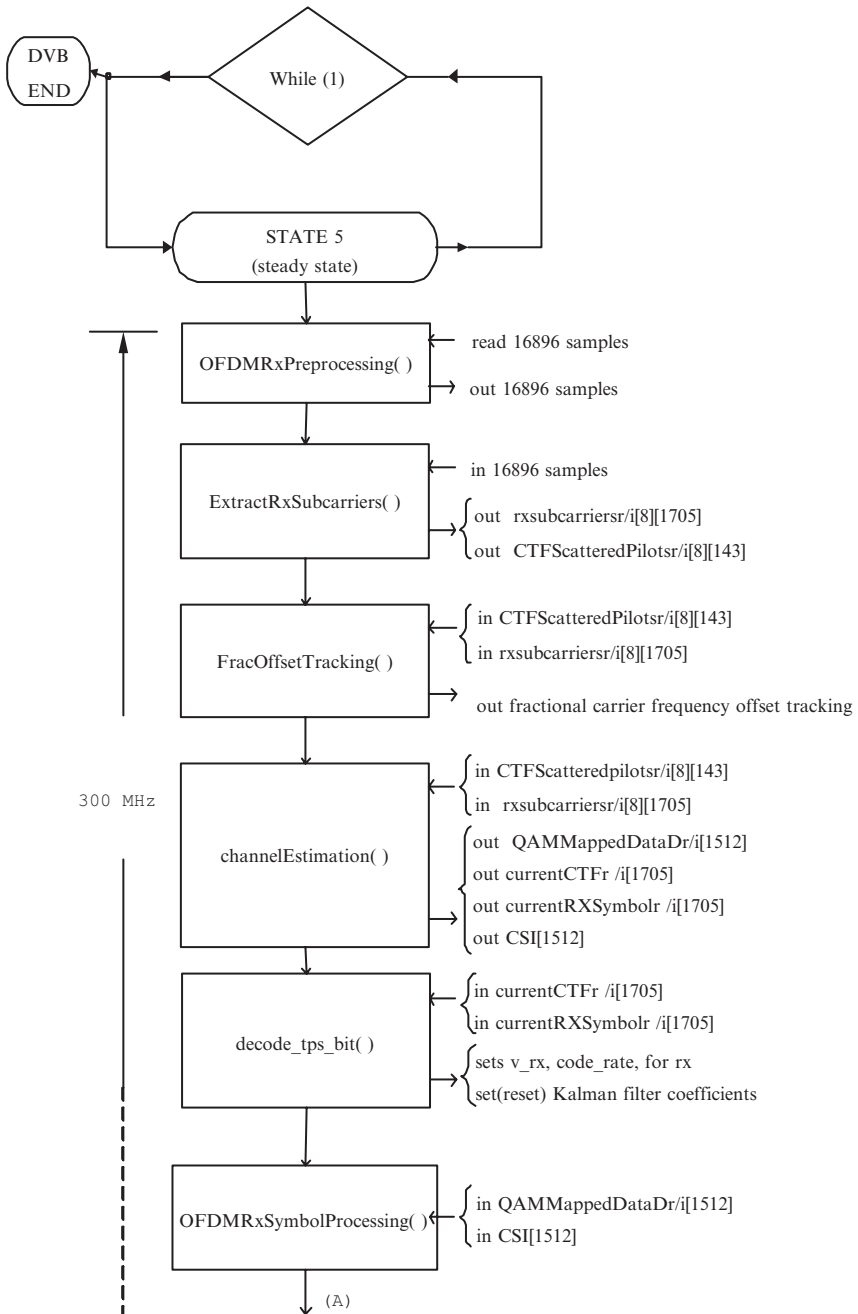 DVB
END
While (1)
STATE 5
(steady state)
OFDMRxPreprocessing( )
read 16896 samples
out 16896 samples
ExtractRxSubcarriers( )
in 16896 samples
out rxsubcarriersr/i[8][1705]
out CTFScatteredPilotsr/i[8][143]
FracOffsetTracking( )
in CTFScatteredPilotsr/i[8][143]
in rxsubcarriersr/i[8][1705]
out fractional carrier frequency offset tracking
300 MHz
channelEstimation( )
in CTFScatteredpilotsr/i[8][143]
in rxsubcarriersr/i[8][1705]
out QAMMappedDataDr/i[1512]
out currentCTFr /i[1705]
out currentRXSymbolr /i[1705]
out CSI[1512]
decode_tps_bit( )
in currentCTFr /i[1705]
in currentRXSymbolr /i[1705]
sets v_rx, code_rate, for rx
set(reset) Kalman filter coefficients
OFDMRxSymbolProcessing( )
in QAMMappedDataDr/i[1512]
in CSI[1512]
(A)